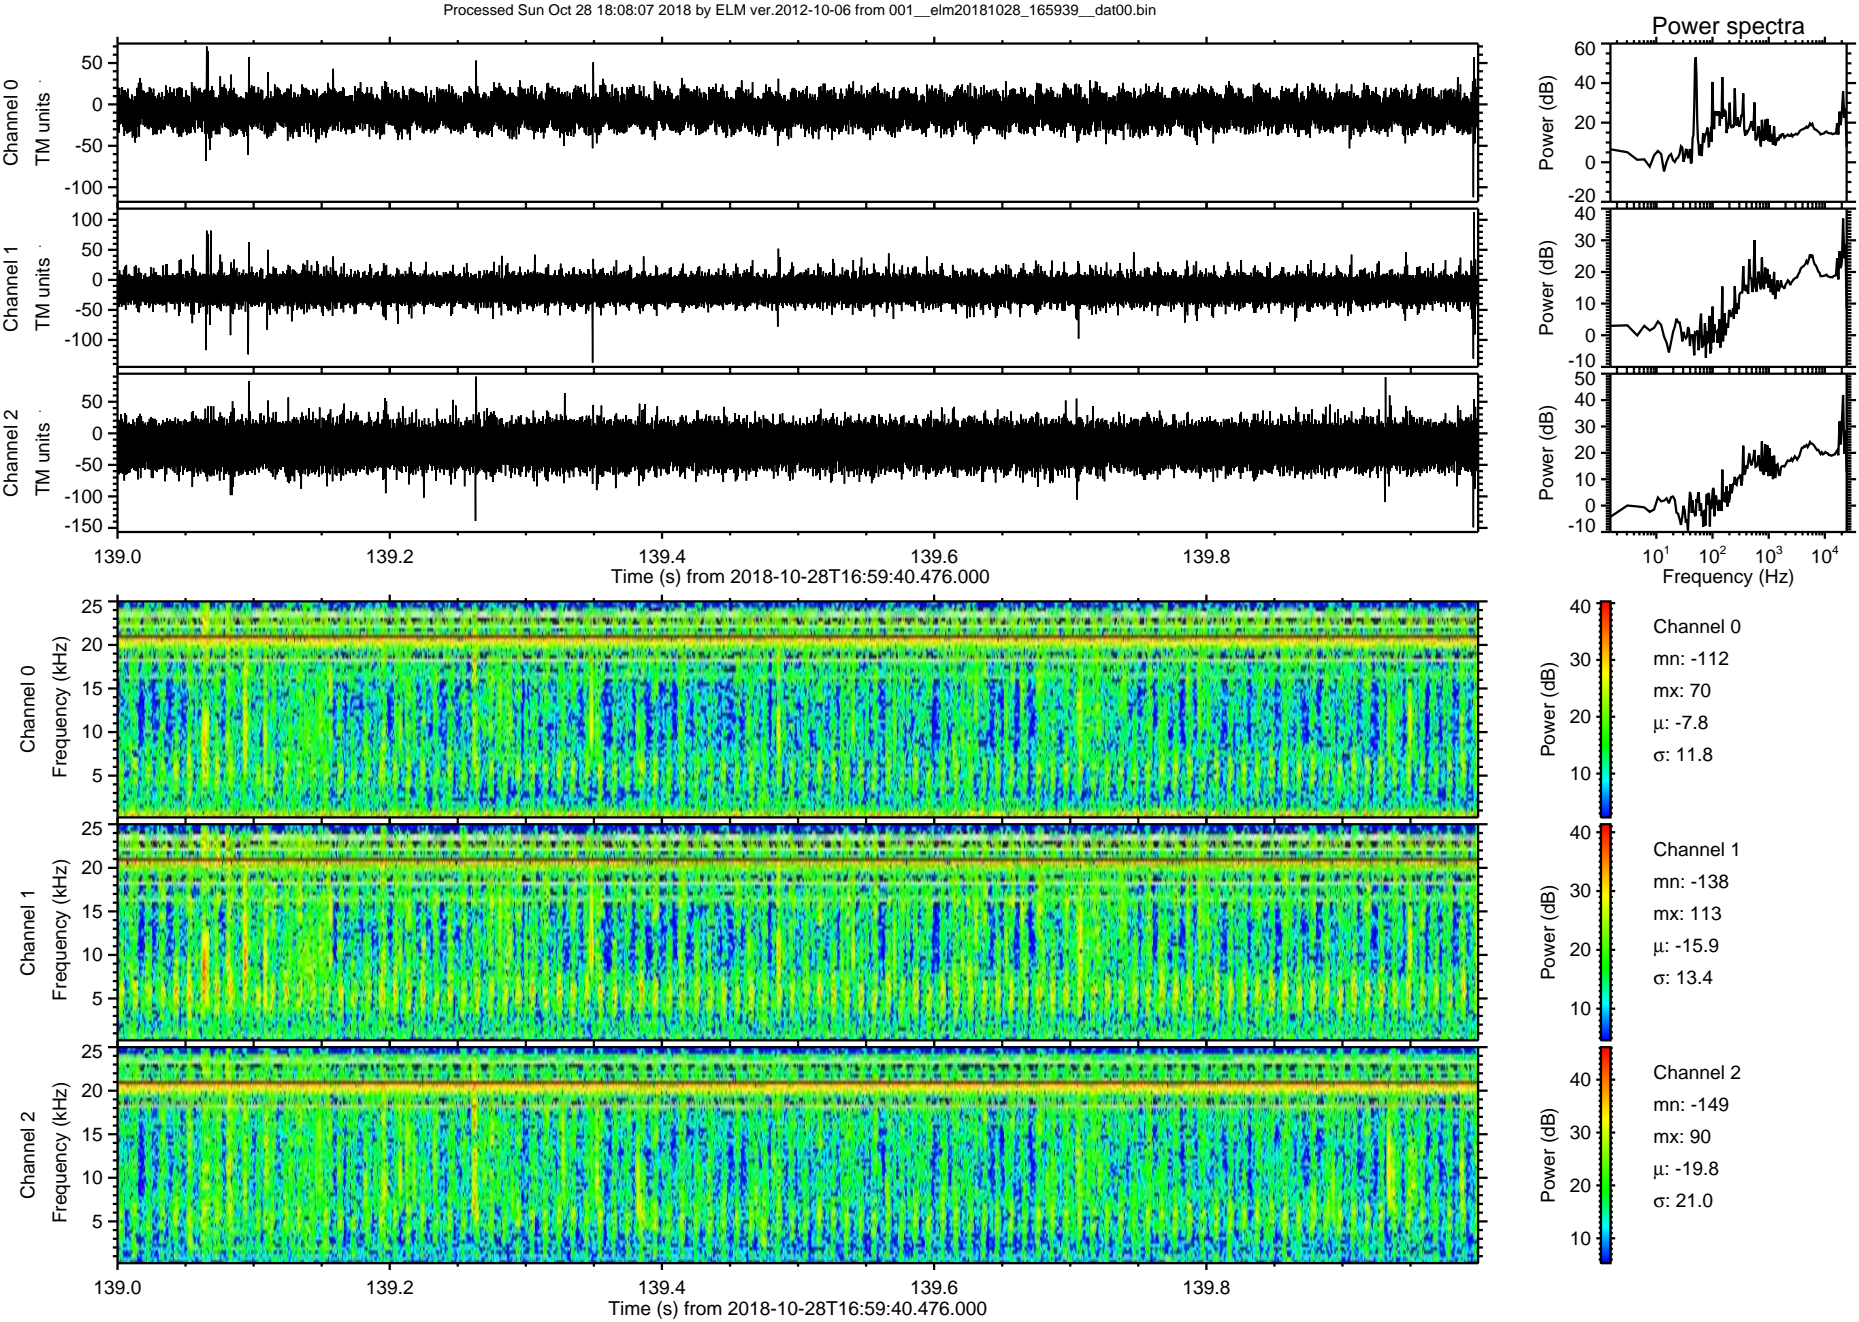 Processed Sun Oct 28 18:08:07 2018 by ELM ver.2012-10-06 from 001__elm20181028_165939__dat00.bin
Power spectra
Channel 0
TM units
50
0
-50
-100
Power (dB)
60
40
20
0
-20
Channel 1
TM units
100
50
0
-50
-100
Power (dB)
40
30
20
10
0
-10
Channel 2
TM units
50
0
-50
-100
-150
Power (dB)
50
40
30
20
10
0
-10
139.0 139.2 139.4 139.6 139.8
Time (s) from 2018-10-28T16:59:40.476.000
10¹ 10² 10³ 10⁴
Frequency (Hz)
Channel 0
Frequency (kHz)
25
20
15
10
5
Power (dB)
40
30
20
10
Channel 0
mn: -112
mx: 70
μ: -7.8
σ: 11.8
Channel 1
Frequency (kHz)
25
20
15
10
5
Power (dB)
40
30
20
10
Channel 1
mn: -138
mx: 113
μ: -15.9
σ: 13.4
Channel 2
Frequency (kHz)
25
20
15
10
5
Power (dB)
40
30
20
10
Channel 2
mn: -149
mx: 90
μ: -19.8
σ: 21.0
139.0 139.2 139.4 139.6 139.8
Time (s) from 2018-10-28T16:59:40.476.000